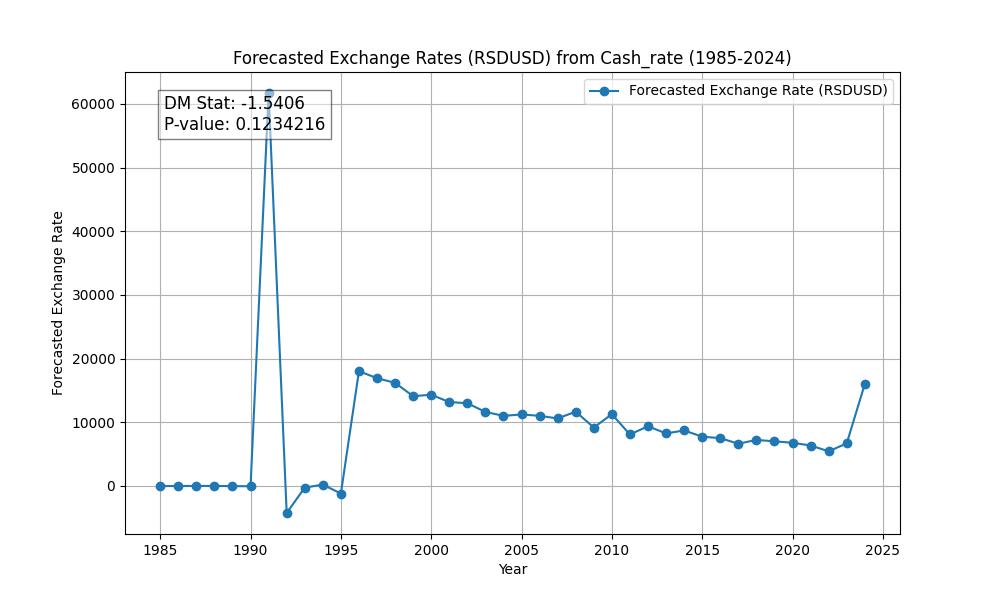 Forecasted Exchange Rates (RSDUSD) from Cash_rate (1985-2024)
DM Stat: -1.5406
P-value: 0.1234216
Forecasted Exchange Rate (RSDUSD)
Forecasted Exchange Rate
60000
50000
40000
30000
20000
10000
0
1985 1990 1995 2000 2005 2010 2015 2020 2025
Year